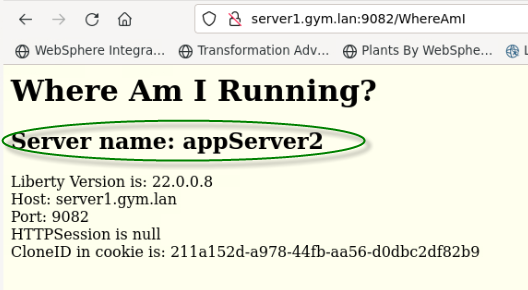 server1.gym.lan:9082/WhereAmI
WebSphere Integra... Transformation Adv... Plants By WebSphe... L
Where Am I Running?
Server name: appServer2
Liberty Version is: 22.0.0.8
Host: server1.gym.lan
Port: 9082
HTTPSession is null
CloneID in cookie is: 211a152d-a978-44fb-aa56-d0dbc2df82b9